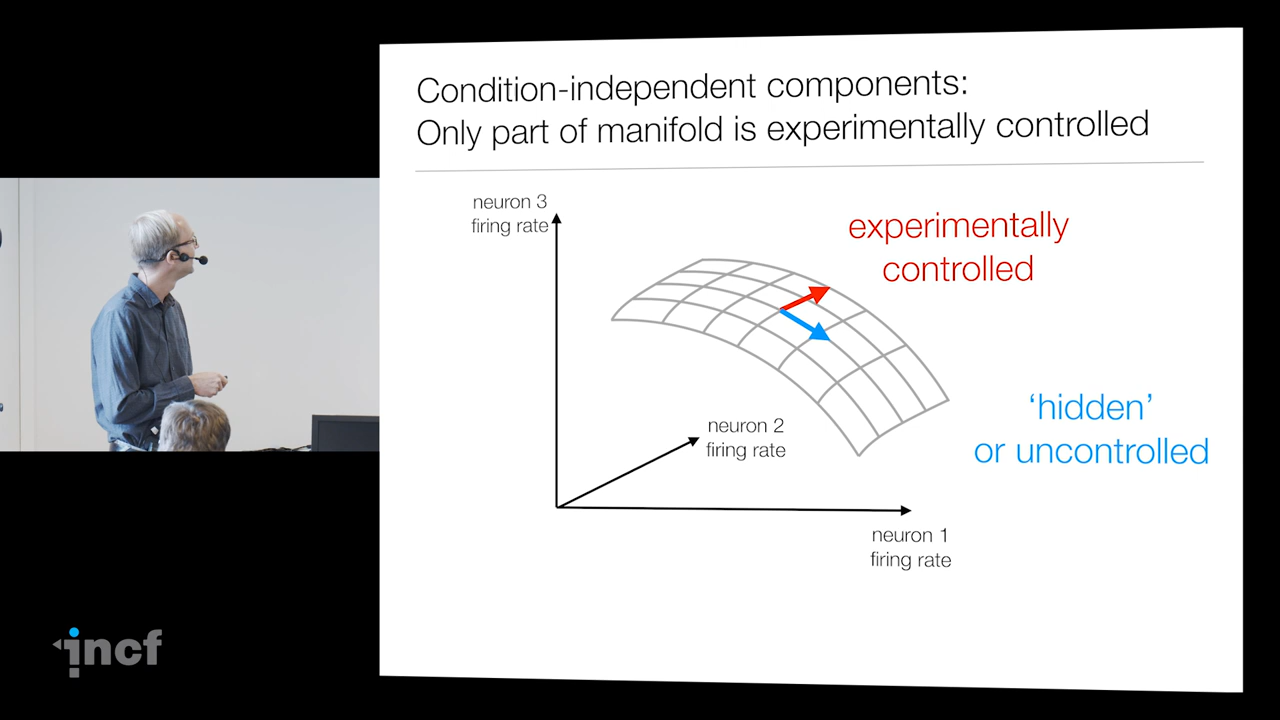 Condition-independent components:
Only part of manifold is experimentally controlled
neuron 3
firing rate
experimentally
controlled
'hidden'
or uncontrolled
neuron 2
firing rate
neuron 1
firing rate
incf